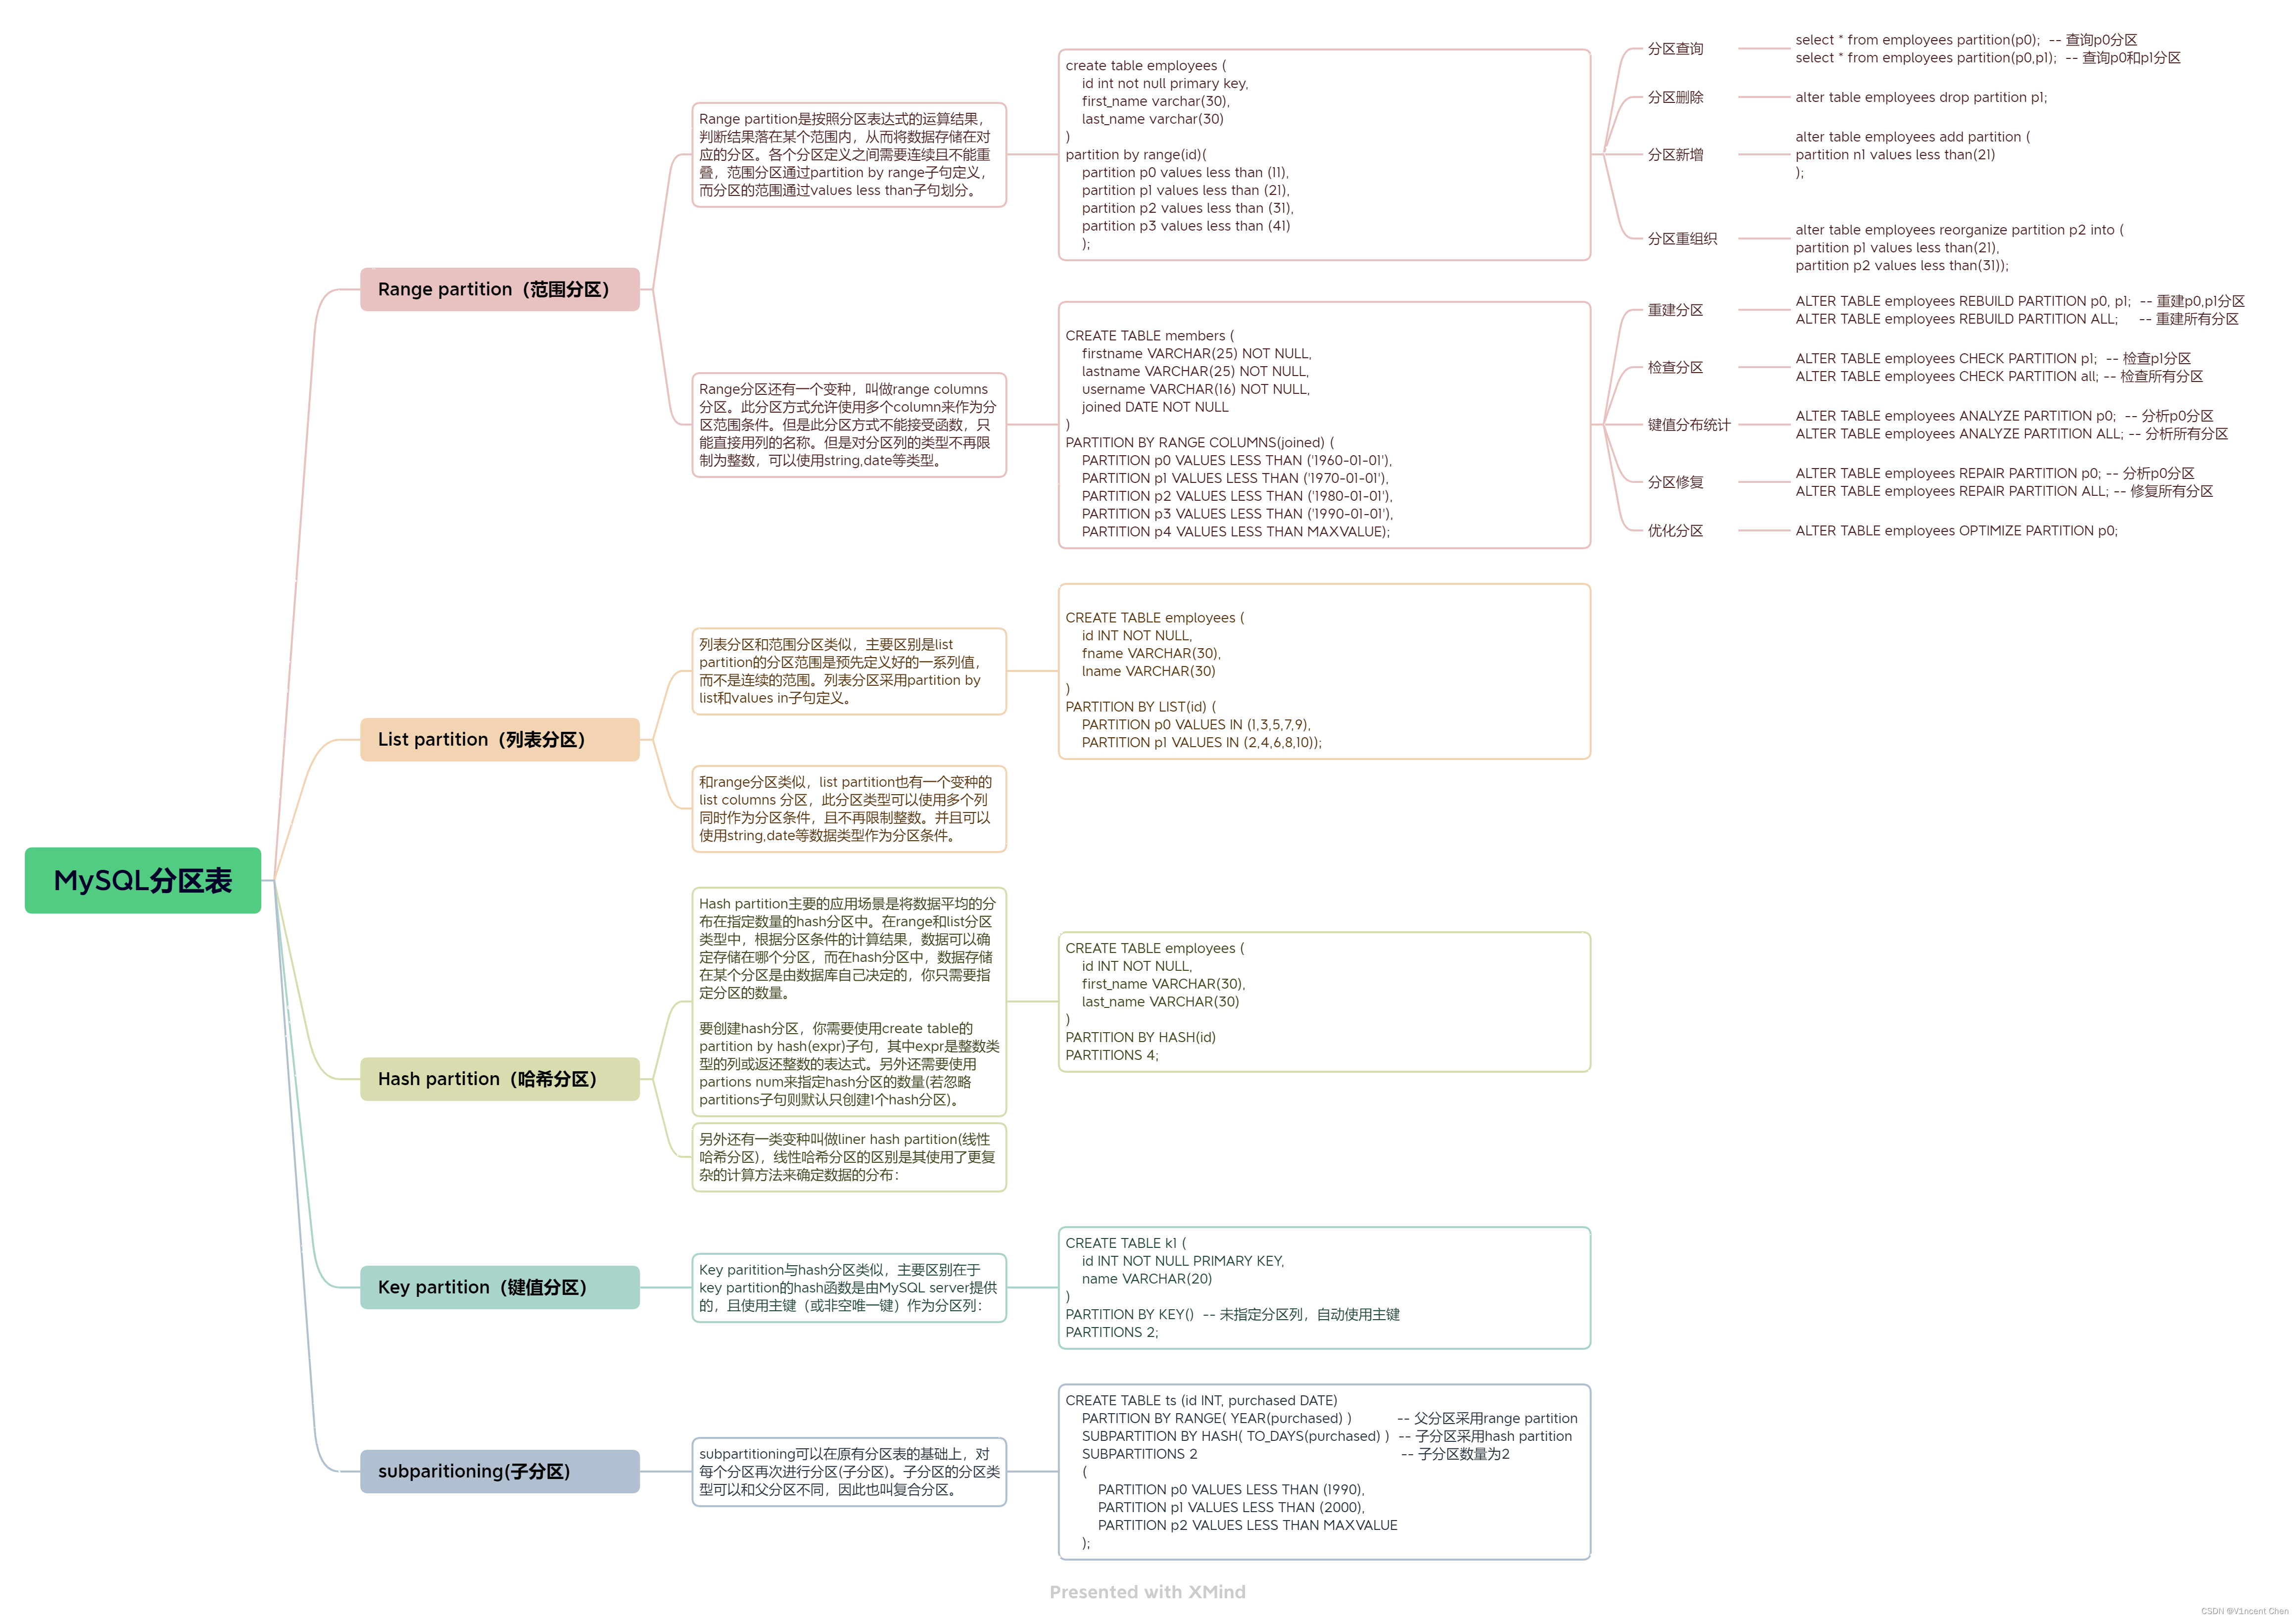 MySQL分区表
Range partition（范围分区）
Range partition是按照分区表达式的运算结果，
判断结果落在某个范围内，从而将数据存储在对
应的分区。各个分区定义之间需要连续且不能重
叠，范围分区通过partition by range子句定义，
而分区的范围通过values less than子句划分。
create table employees (
id int not null primary key,
first_name varchar(30),
last_name varchar(30)
)
partition by range(id)(
partition p0 values less than (11),
partition p1 values less than (21),
partition p2 values less than (31),
partition p3 values less than (41)
);
分区查询
select * from employees partition(p0);  -- 查询p0分区
select * from employees partition(p0,p1);  -- 查询p0和p1分区
分区删除
alter table employees drop partition p1;
分区新增
alter table employees add partition (
partition n1 values less than(21)
);
分区重组织
alter table employees reorganize partition p2 into (
partition p1 values less than(21),
partition p2 values less than(31));
Range分区还有一个变种，叫做range columns
分区。此分区方式允许使用多个column来作为分
区范围条件。但是此分区方式不能接受函数，只
能直接用列的名称。但是对分区列的类型不再限
制为整数，可以使用string,date等类型。
CREATE TABLE members (
firstname VARCHAR(25) NOT NULL,
lastname VARCHAR(25) NOT NULL,
username VARCHAR(16) NOT NULL,
joined DATE NOT NULL
)
PARTITION BY RANGE COLUMNS(joined) (
PARTITION p0 VALUES LESS THAN ('1960-01-01'),
PARTITION p1 VALUES LESS THAN ('1970-01-01'),
PARTITION p2 VALUES LESS THAN ('1980-01-01'),
PARTITION p3 VALUES LESS THAN ('1990-01-01'),
PARTITION p4 VALUES LESS THAN MAXVALUE);
重建分区
ALTER TABLE employees REBUILD PARTITION p0, p1;  -- 重建p0,p1分区
ALTER TABLE employees REBUILD PARTITION ALL;     -- 重建所有分区
检查分区
ALTER TABLE employees CHECK PARTITION p1;  -- 检查p1分区
ALTER TABLE employees CHECK PARTITION all; -- 检查所有分区
键值分布统计
ALTER TABLE employees ANALYZE PARTITION p0;  -- 分析p0分区
ALTER TABLE employees ANALYZE PARTITION ALL; -- 分析所有分区
分区修复
ALTER TABLE employees REPAIR PARTITION p0; -- 分析p0分区
ALTER TABLE employees REPAIR PARTITION ALL; -- 修复所有分区
优化分区
ALTER TABLE employees OPTIMIZE PARTITION p0;
List partition（列表分区）
列表分区和范围分区类似，主要区别是list
partition的分区范围是预先定义好的一系列值，
而不是连续的范围。列表分区采用partition by
list和values in子句定义。
CREATE TABLE employees (
id INT NOT NULL,
fname VARCHAR(30),
lname VARCHAR(30)
)
PARTITION BY LIST(id) (
PARTITION p0 VALUES IN (1,3,5,7,9),
PARTITION p1 VALUES IN (2,4,6,8,10));
和range分区类似，list partition也有一个变种的
list columns 分区，此分区类型可以使用多个列
同时作为分区条件，且不再限制整数。并且可以
使用string,date等数据类型作为分区条件。
Hash partition（哈希分区）
Hash partition主要的应用场景是将数据平均的分
布在指定数量的hash分区中。在range和list分区
类型中，根据分区条件的计算结果，数据可以确
定存储在哪个分区，而在hash分区中，数据存储
在某个分区是由数据库自己决定的，你只需要指
定分区的数量。
要创建hash分区，你需要使用create table的
partition by hash(expr)子句，其中expr是整数类
型的列或返还整数的表达式。另外还需要使用
partions num来指定hash分区的数量(若忽略
partitions子句则默认只创建1个hash分区)。
CREATE TABLE employees (
id INT NOT NULL,
first_name VARCHAR(30),
last_name VARCHAR(30)
)
PARTITION BY HASH(id)
PARTITIONS 4;
另外还有一类变种叫做liner hash partition(线性
哈希分区)，线性哈希分区的区别是其使用了更复
杂的计算方法来确定数据的分布：
Key partition（键值分区）
Key paritition与hash分区类似，主要区别在于
key partition的hash函数是由MySQL server提供
的，且使用主键（或非空唯一键）作为分区列：
CREATE TABLE k1 (
id INT NOT NULL PRIMARY KEY,
name VARCHAR(20)
)
PARTITION BY KEY()  -- 未指定分区列，自动使用主键
PARTITIONS 2;
subparitioning(子分区)
subpartitioning可以在原有分区表的基础上，对
每个分区再次进行分区(子分区)。子分区的分区类
型可以和父分区不同，因此也叫复合分区。
CREATE TABLE ts (id INT, purchased DATE)
PARTITION BY RANGE( YEAR(purchased) )  -- 父分区采用range partition
SUBPARTITION BY HASH( TO_DAYS(purchased) )  -- 子分区采用hash partition
SUBPARTITIONS 2  -- 子分区数量为2
(
PARTITION p0 VALUES LESS THAN (1990),
PARTITION p1 VALUES LESS THAN (2000),
PARTITION p2 VALUES LESS THAN MAXVALUE
);
Presented with XMind
CSDN @V1ncent Chen